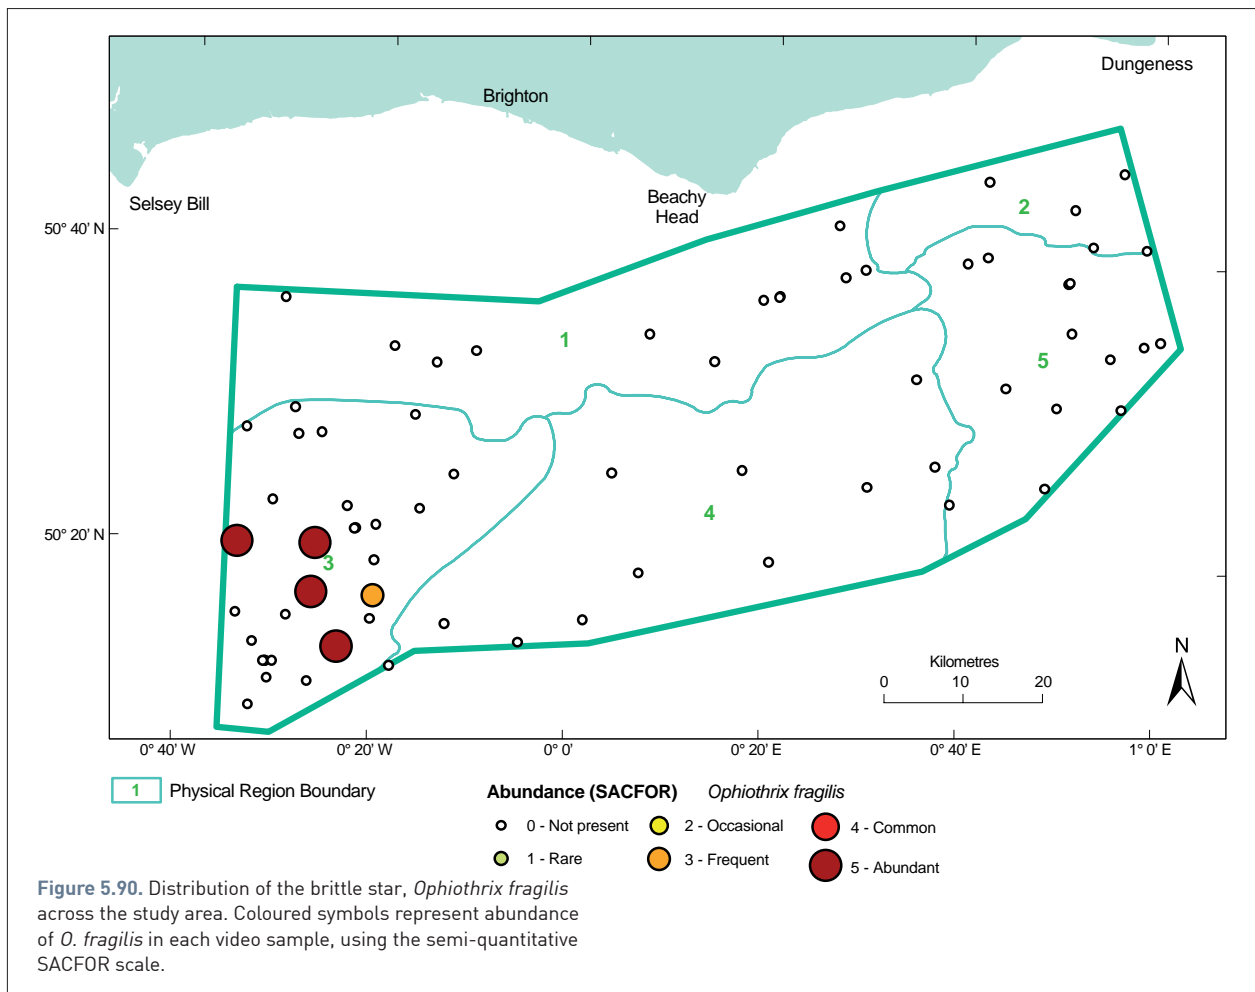 Dungeness
Brighton
Selsey Bill
Beachy
Head
50° 40' N
2
1
5
4
50° 20' N
3
N
Kilometres
0 10 20
0° 40' W 0° 20' W 0° 0' 0° 20' E 0° 40' E 1° 0' E
1 Physical Region Boundary
Abundance (SACFOR) Ophiothrix fragilis
0 - Not present 2 - Occasional 4 - Common
1 - Rare 3 - Frequent 5 - Abundant
Figure 5.90. Distribution of the brittle star, Ophiothrix fragilis
across the study area. Coloured symbols represent abundance
of O. fragilis in each video sample, using the semi-quantitative
SACFOR scale.